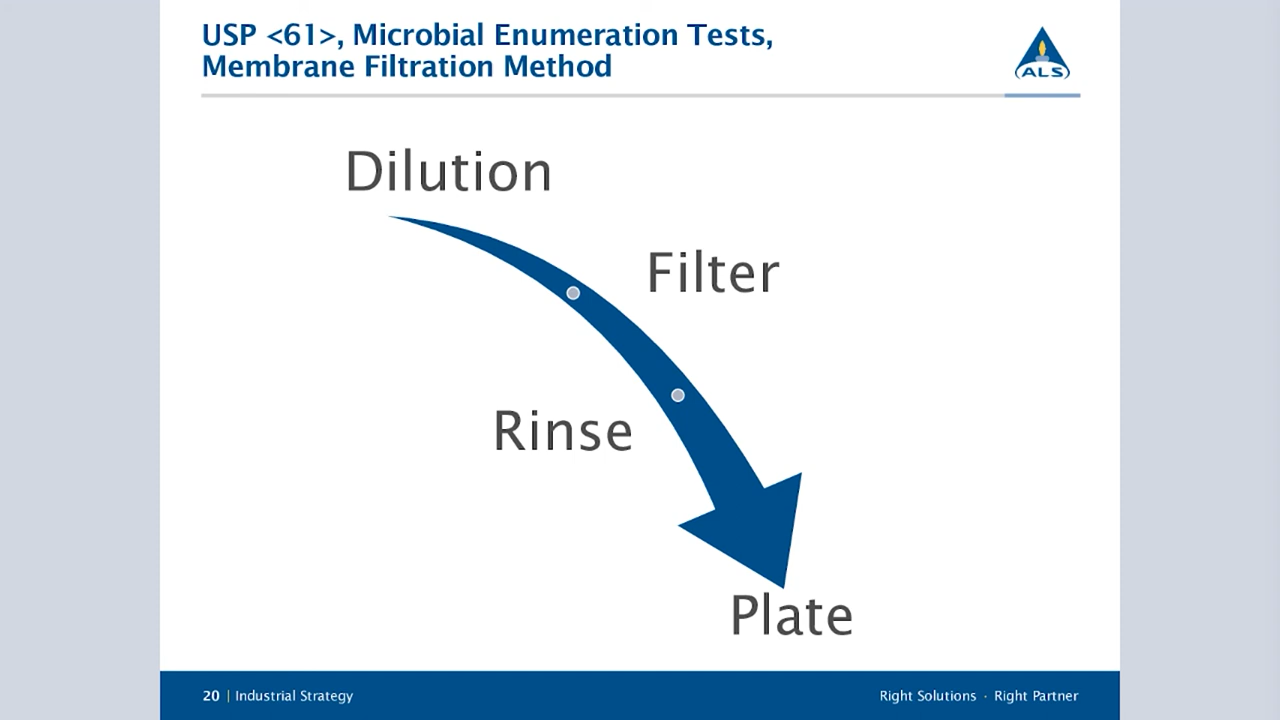 USP <61>, Microbial Enumeration Tests,
Membrane Filtration Method
ALS
Dilution
Filter
Rinse
Plate
20 | Industrial Strategy
Right Solutions · Right Partner